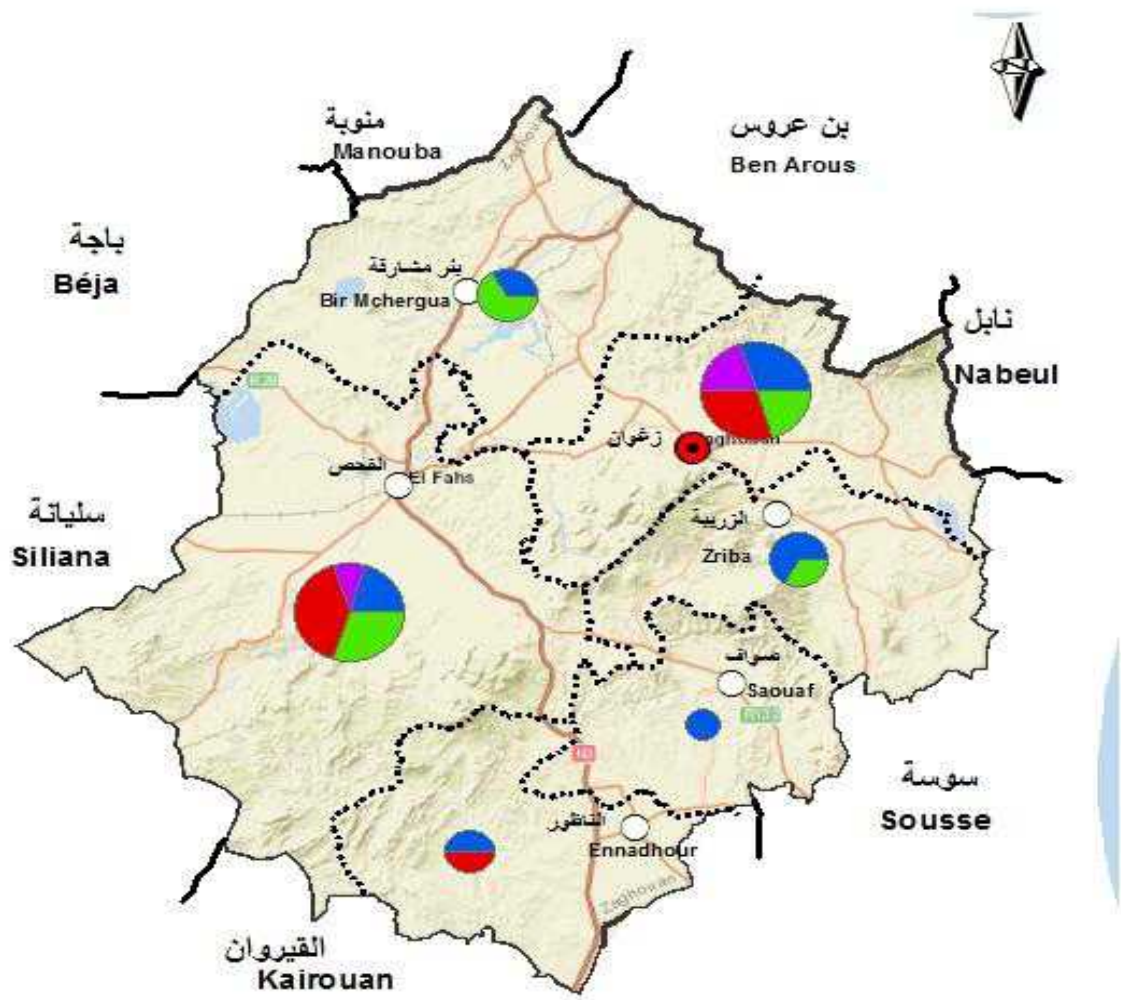 N
بن عروس
Ben Arous
منوبة
Manouba
باجة
Béja
بئر مشارقة
Bir Mchergua
نابل
Nabeul
زغوان
الفحص
El Fahs
سليانة
Siliana
الزريبة
Zriba
صواف
Saouaf
سوسة
Sousse
الناظور
Ennadhour
Zaghouan
القيروان
Kairouan